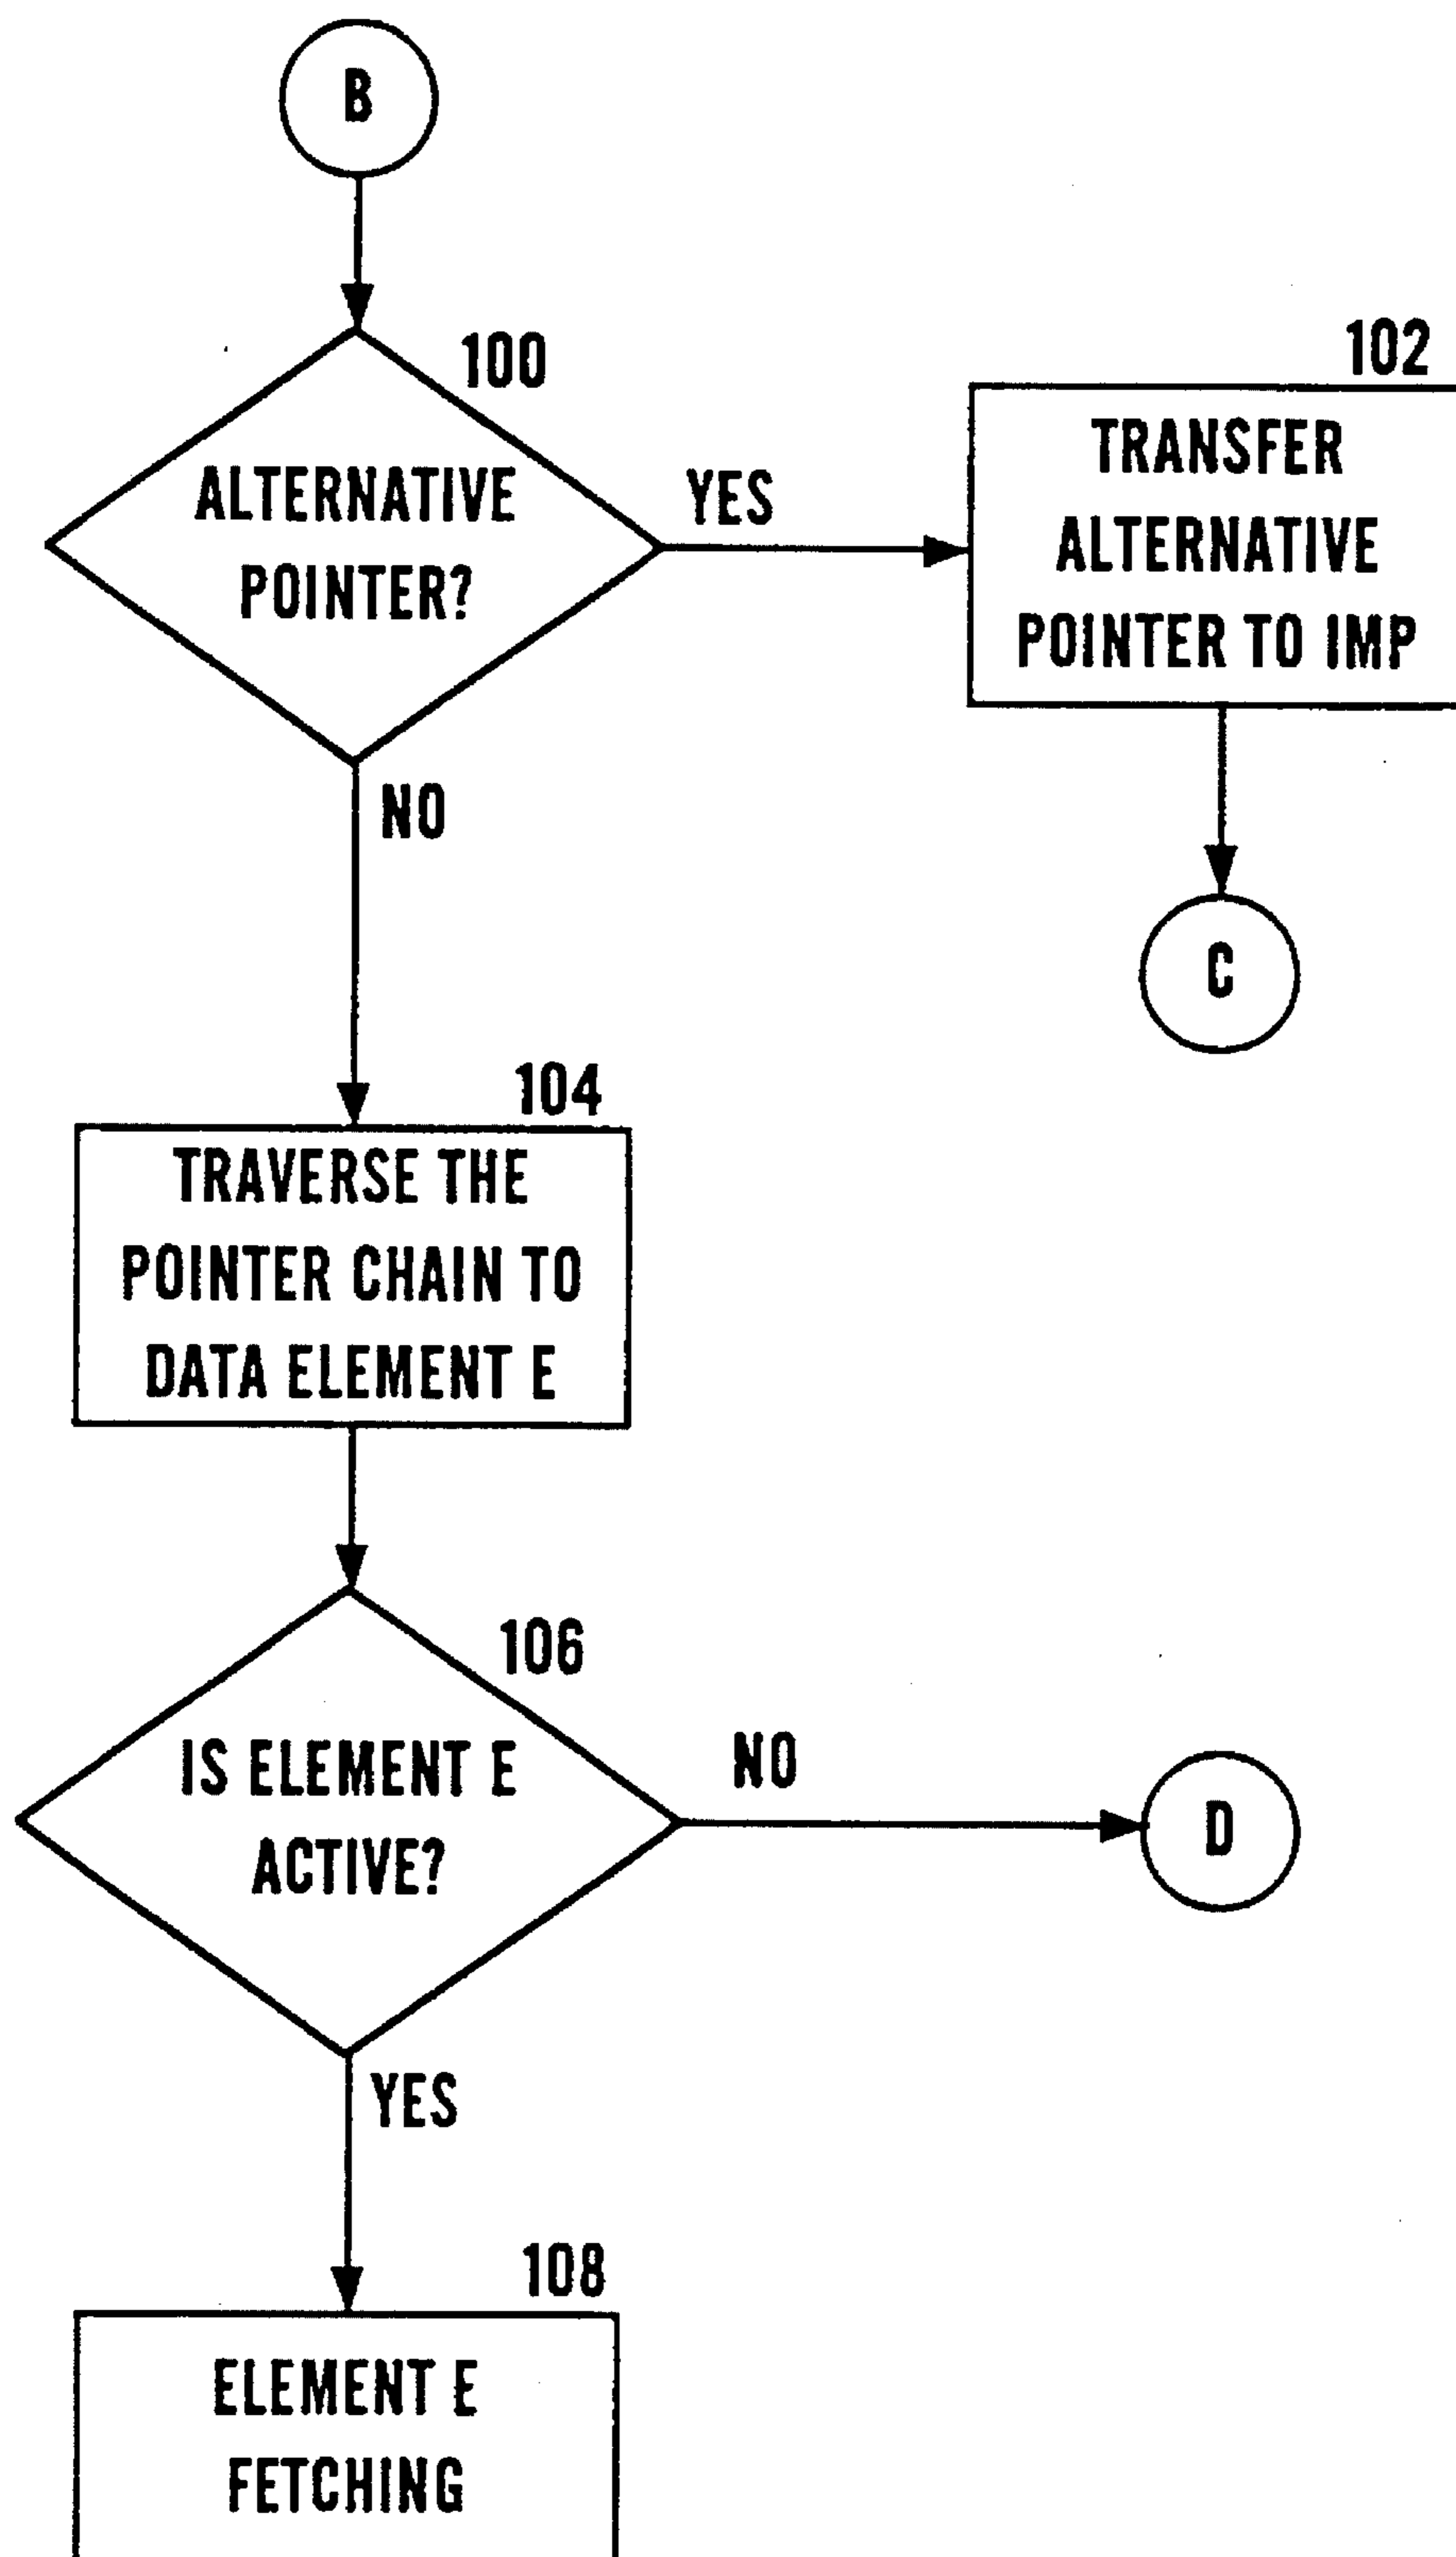 B
100
ALTERNATIVE
POINTER?
YES
102
TRANSFER
ALTERNATIVE
POINTER TO IMP
NO
C
104
TRAVERSE THE
POINTER CHAIN TO
DATA ELEMENT E
106
IS ELEMENT E
ACTIVE?
NO
D
YES
108
ELEMENT E
FETCHING